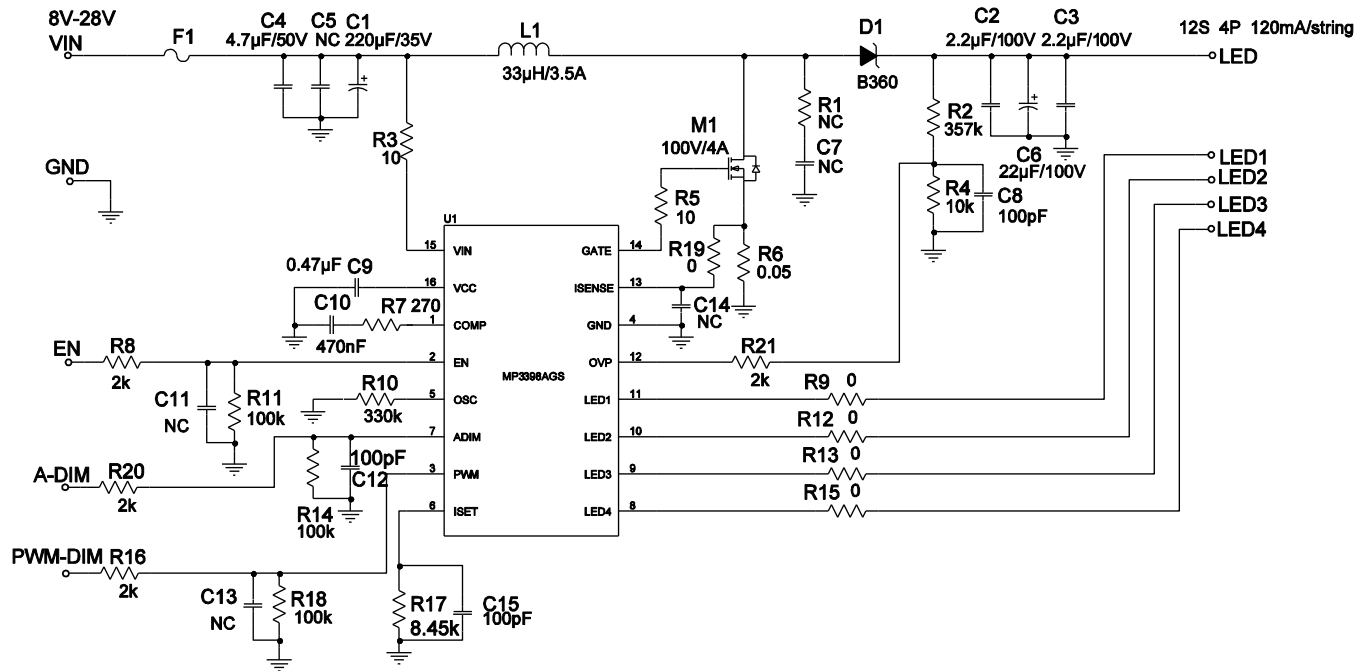 8V-28V
VIN
F1
C4
4.7µF/50V
C5
NC
C1
220µF/35V
L1
33µH/3.5A
D1
B360
C2
2.2µF/100V
C3
2.2µF/100V
12S 4P 120mA/string
LED
R3
10
M1
100V/4A
R1
NC
C7
NC
R2
357k
C6
22µF/100V
LED1
LED2
LED3
LED4
GND
R5
10
R4
10k
C8
100pF
U1
15
VIN
GATE
14
R19
0
R6
0.05
0.47µF
C9
16
VCC
ISENSE
13
C14
NC
C10
470nF
R7
270
1
COMP
GND
4
EN
R8
2k
2
EN
OVP
12
R21
2k
MP3398AGS
C11
NC
R11
100k
R10
330k
5
OSC
LED1
11
R9
0
7
ADIM
LED2
10
R12
0
A-DIM
R20
2k
100pF
C12
R14
100k
3
PWM
LED3
9
R13
0
6
ISET
LED4
8
R15
0
PWM-DIM
R16
2k
C13
NC
R18
100k
R17
8.45k
C15
100pF